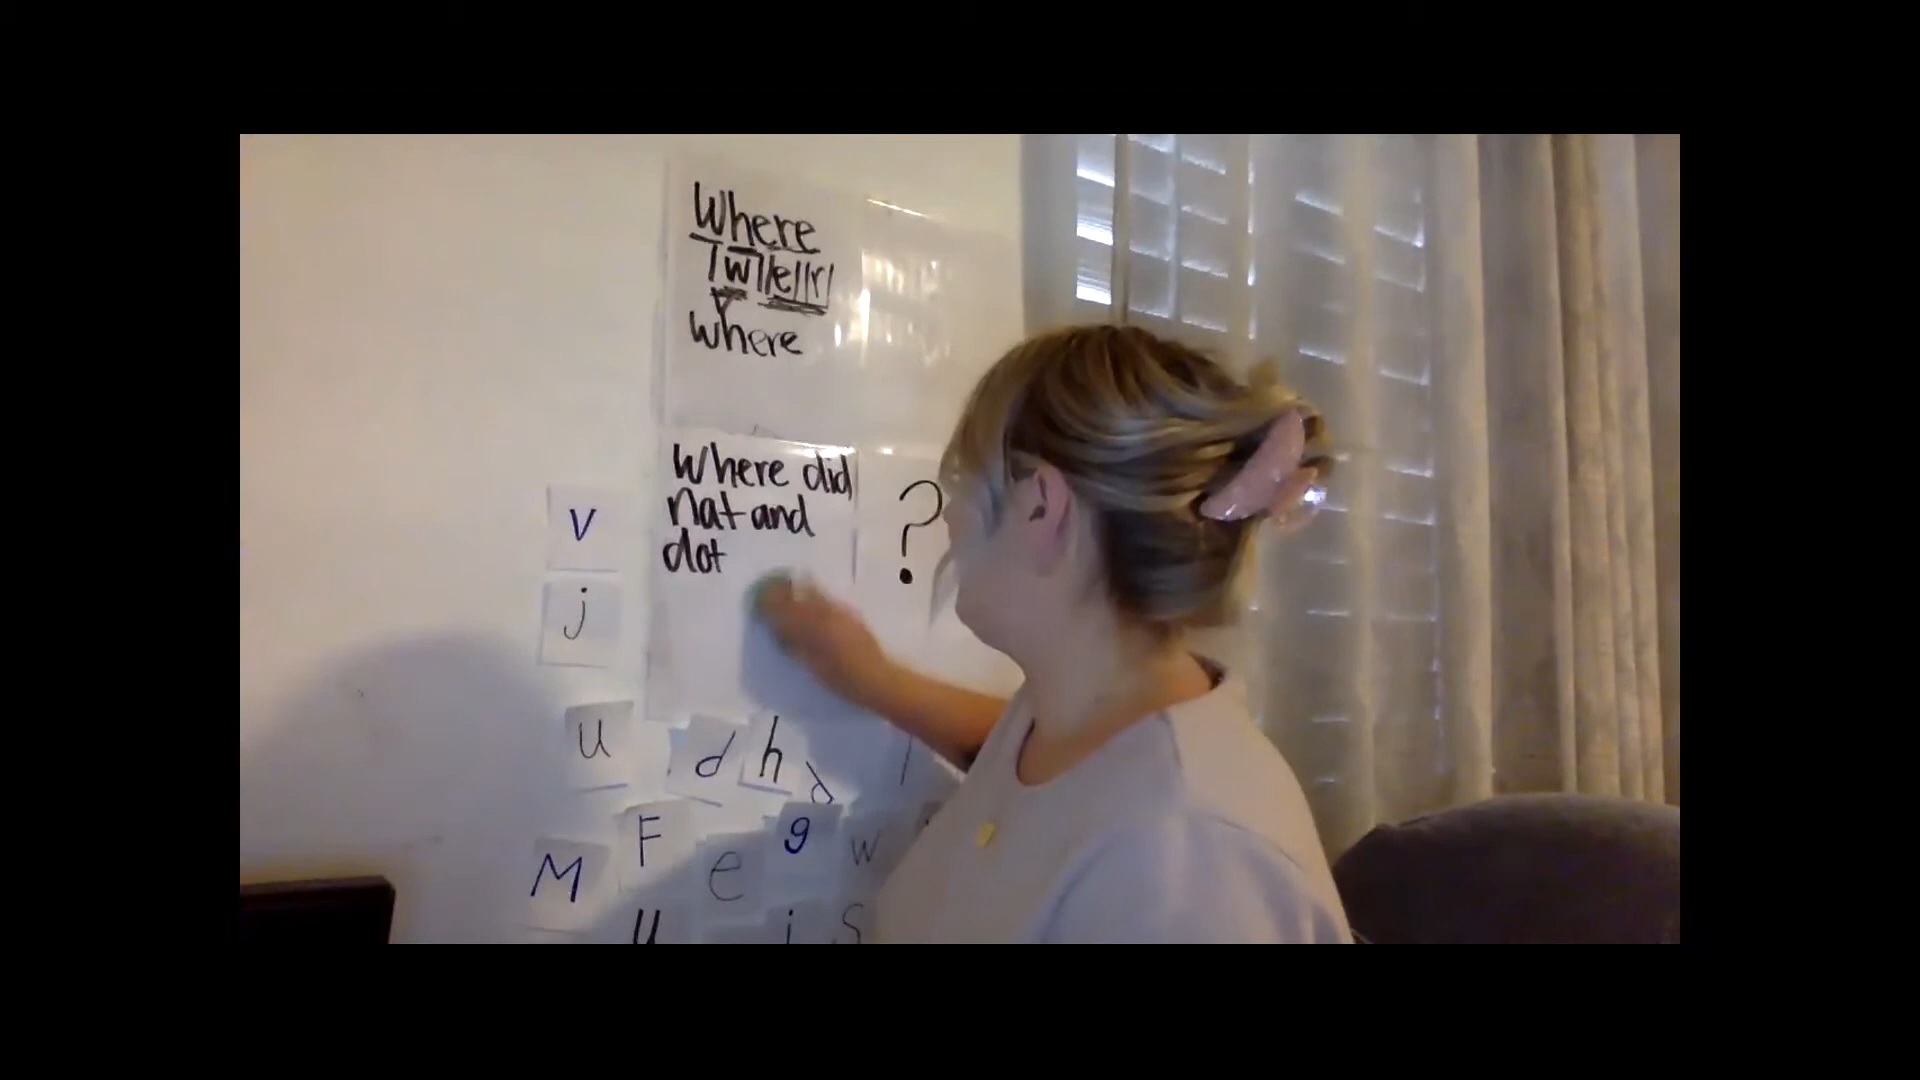 Where
/w//e//r/
where
Where did
nat and
dot
?
v
j
u
d h d
F
g
M
e
w
u
i
S